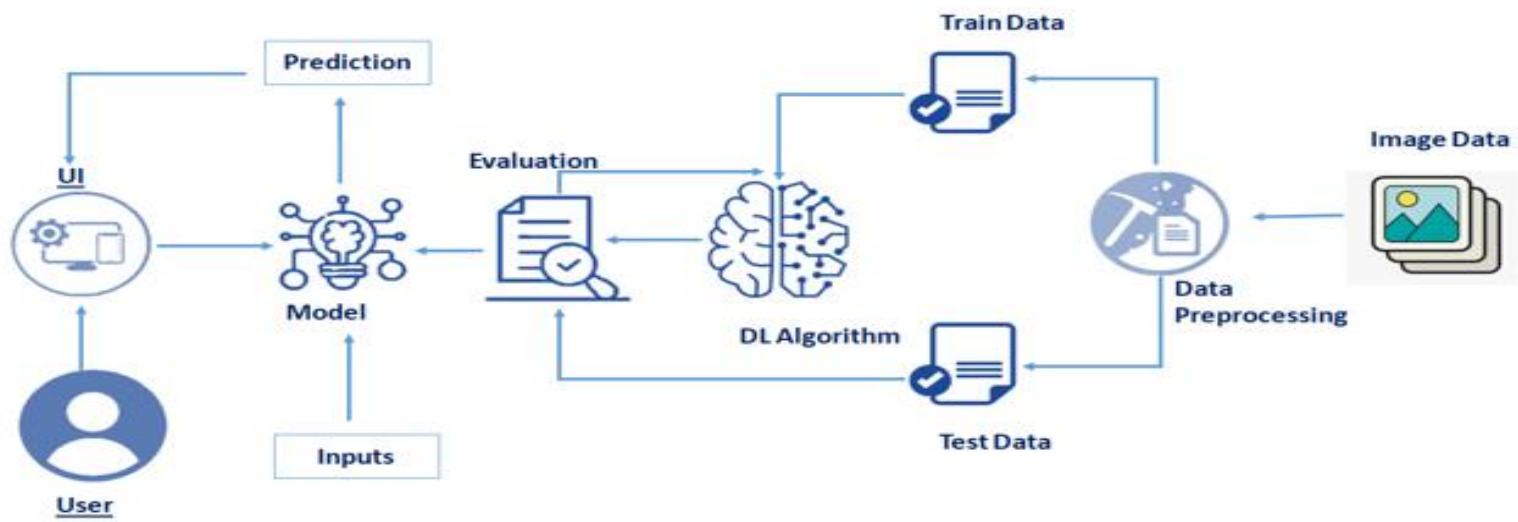 Train Data
Prediction
Image Data
Evaluation
UI
Data
Preprocessing
Model
DL Algorithm
Test Data
Inputs
User